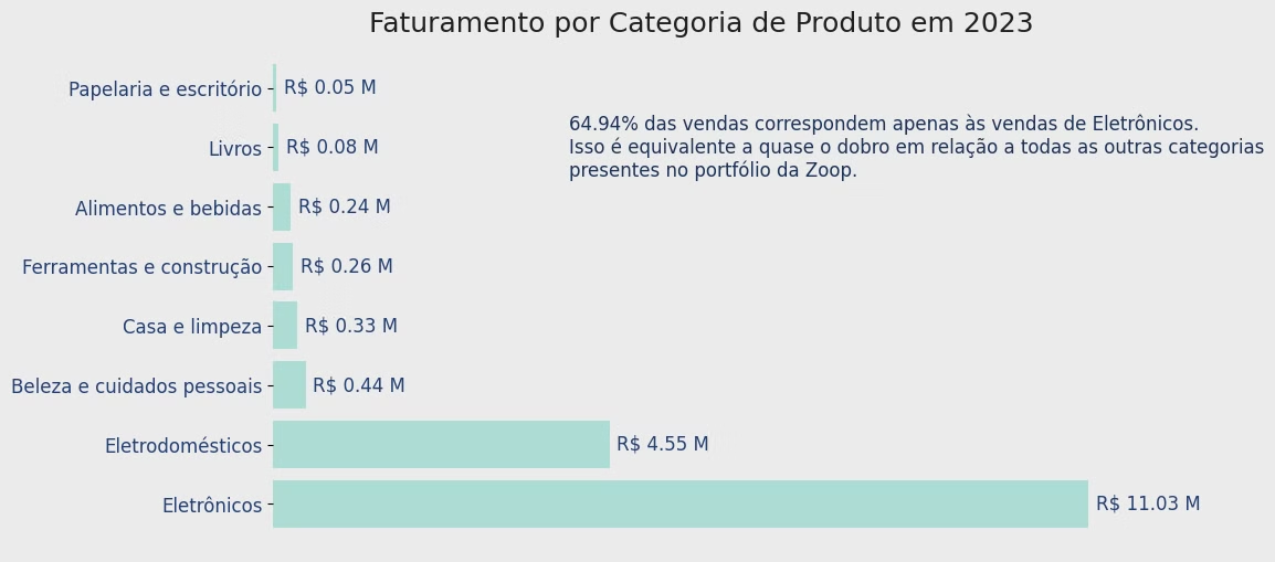 Faturamento por Categoria de Produto em 2023
Papelaria e escritório R$ 0.05 M
64.94% das vendas correspondem apenas às vendas de Eletrônicos.
Isso é equivalente a quase o dobro em relação a todas as outras categorias
presentes no portfólio da Zoop.
Livros R$ 0.08 M
Alimentos e bebidas R$ 0.24 M
Ferramentas e construção R$ 0.26 M
Casa e limpeza R$ 0.33 M
Beleza e cuidados pessoais R$ 0.44 M
Eletrodomésticos R$ 4.55 M
Eletrônicos R$ 11.03 M